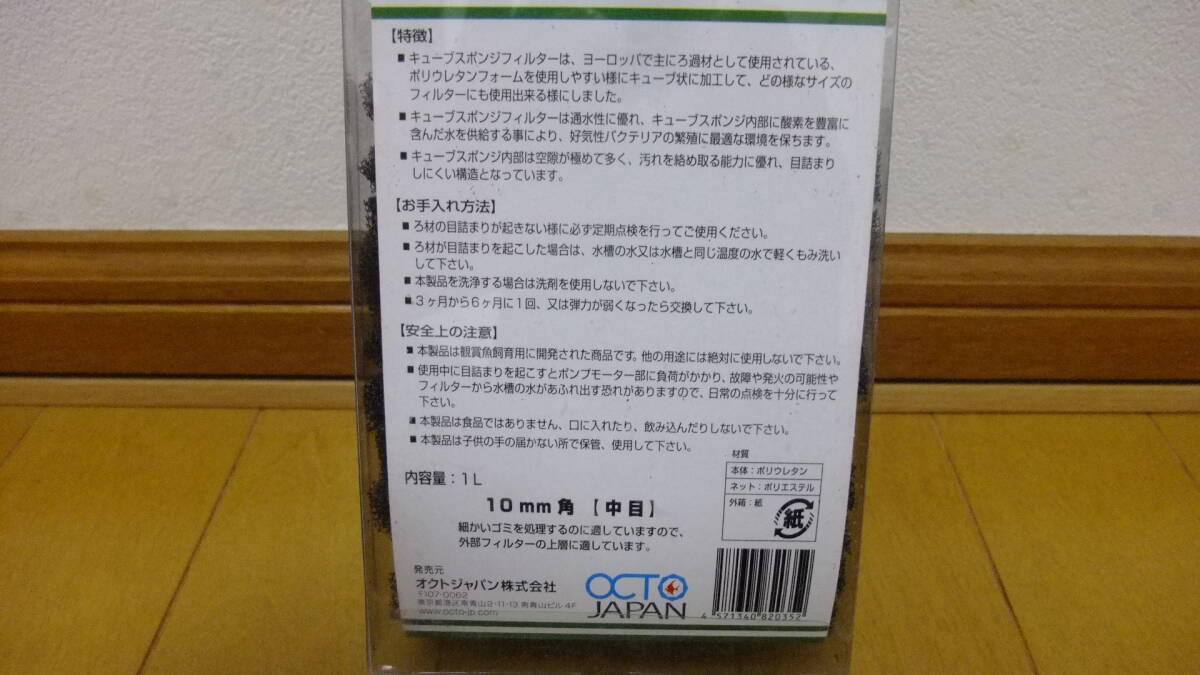 【特徴】
■ キューブスポンジフィルターは、ヨーロッパで主にろ過材として使用されている、
ポリウレタンフォームを使用しやすい様にキューブ状に加工して、どの様なサイズの
フィルターにも使用出来る様にしました。
■ キューブスポンジフィルターは通水性に優れ、キューブスポンジ内部に酸素を豊富に
含んだ水を供給する事により、好気性バクテリアの繁殖に最適な環境を保ちます。
■ キューブスポンジ内部は空隙が極めて多く、汚れを絡め取る能力に優れ、目詰まり
しにくい構造となっています。
【お手入れ方法】
■ ろ材の目詰まりが起きない様に必ず定期点検を行ってご使用ください。
■ ろ材が目詰まりを起こした場合は、水槽の水又は水槽と同じ温度の水で軽くもみ洗い
して下さい。
■ 本製品を洗浄する場合は洗剤を使用しないで下さい。
■ 3ヶ月から6ヶ月に1回、又は弾力が弱くなったら交換して下さい。
【安全上の注意】
■ 本製品は観賞魚飼育用に開発された商品です。他の用途には絶対に使用しないで下さい。
■ 使用中に目詰まりを起こすとポンプモーター部に負荷がかかり、故障や発火の可能性や
フィルターから水槽の水があふれ出す恐れがありますので、日常の点検を十分に行って
下さい。
■ 本製品は食品ではありません、口に入れたり、飲み込んだりしないで下さい。
■ 本製品は子供の手の届かない所で保管、使用して下さい。
材質
本体：ポリウレタン
ネット：ポリエステル
外箱：紙
紙
内容量：1L
10mm角【中目】
細かいゴミを処理するのに適していますので、
外部フィルターの上層に適しています。
発売元
オクトジャパン株式会社
〒107-0062
東京都港区南青山2-11-13 南青山ビル 4F
www.octo-jp.com
OCTO
JAPAN
4 571340 820352